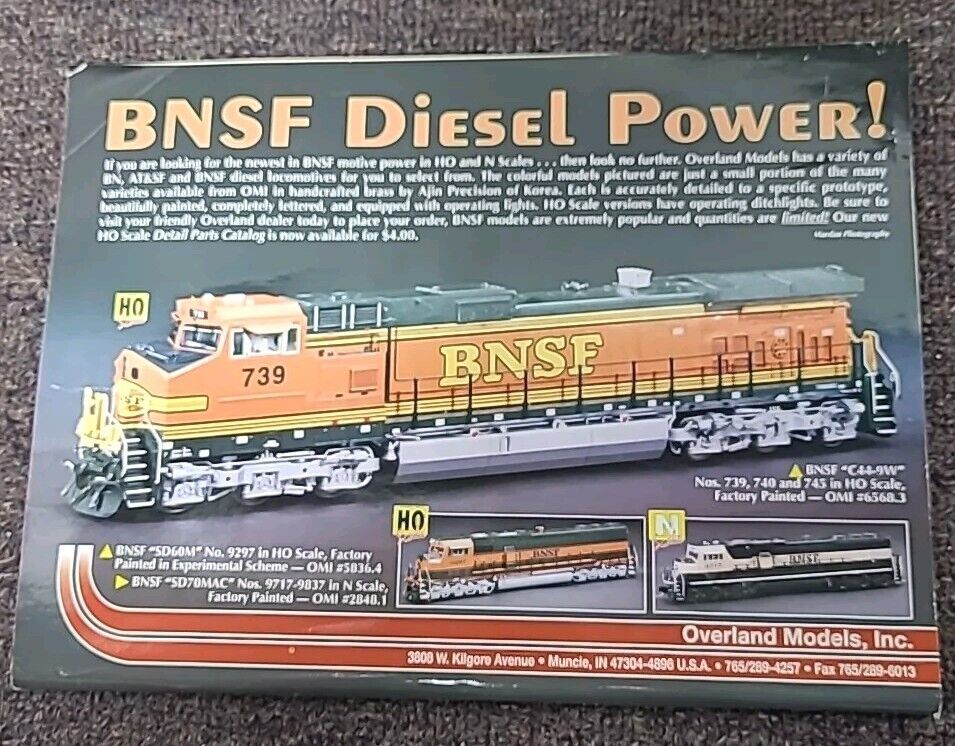 BNSF Diesel Power!
If you are looking for the newest in BNSF motive power in HO and N Scales . . . then look no further. Overland Models has a variety of
BN, AT&SF and BNSF diesel locomotives for you to select from. The colorful models pictured are just a small portion of the many
varieties available from OMI in handcrafted brass by Ajin Precision of Korea. Each is accurately detailed to a specific prototype,
beautifully painted, completely lettered, and equipped with operating lights. HO Scale versions have operating ditchlights. Be sure to
visit your friendly Overland dealer today to place your order, BNSF models are extremely popular and quantities are limited! Our new
HO Scale Detail Parts Catalog is now available for $4.00.
Photography
HO
739
BNSF
BNSF "C44-9W"
Nos. 739, 740 and 745 in HO Scale,
Factory Painted — OMI #6568.3
BNSF "SD60M" No. 9297 in HO Scale, Factory
Painted in Experimental Scheme — OMI #5836.4
BNSF "SD70MAC" Nos. 9717-9837 in N Scale,
Factory Painted — OMI #2848.1
HO
BNSF
N
BNSF
Overland Models, Inc.
3808 W. Kilgore Avenue • Muncie, IN 47304-4896 U.S.A. • 765/289-4257 • Fax 765/289-6013